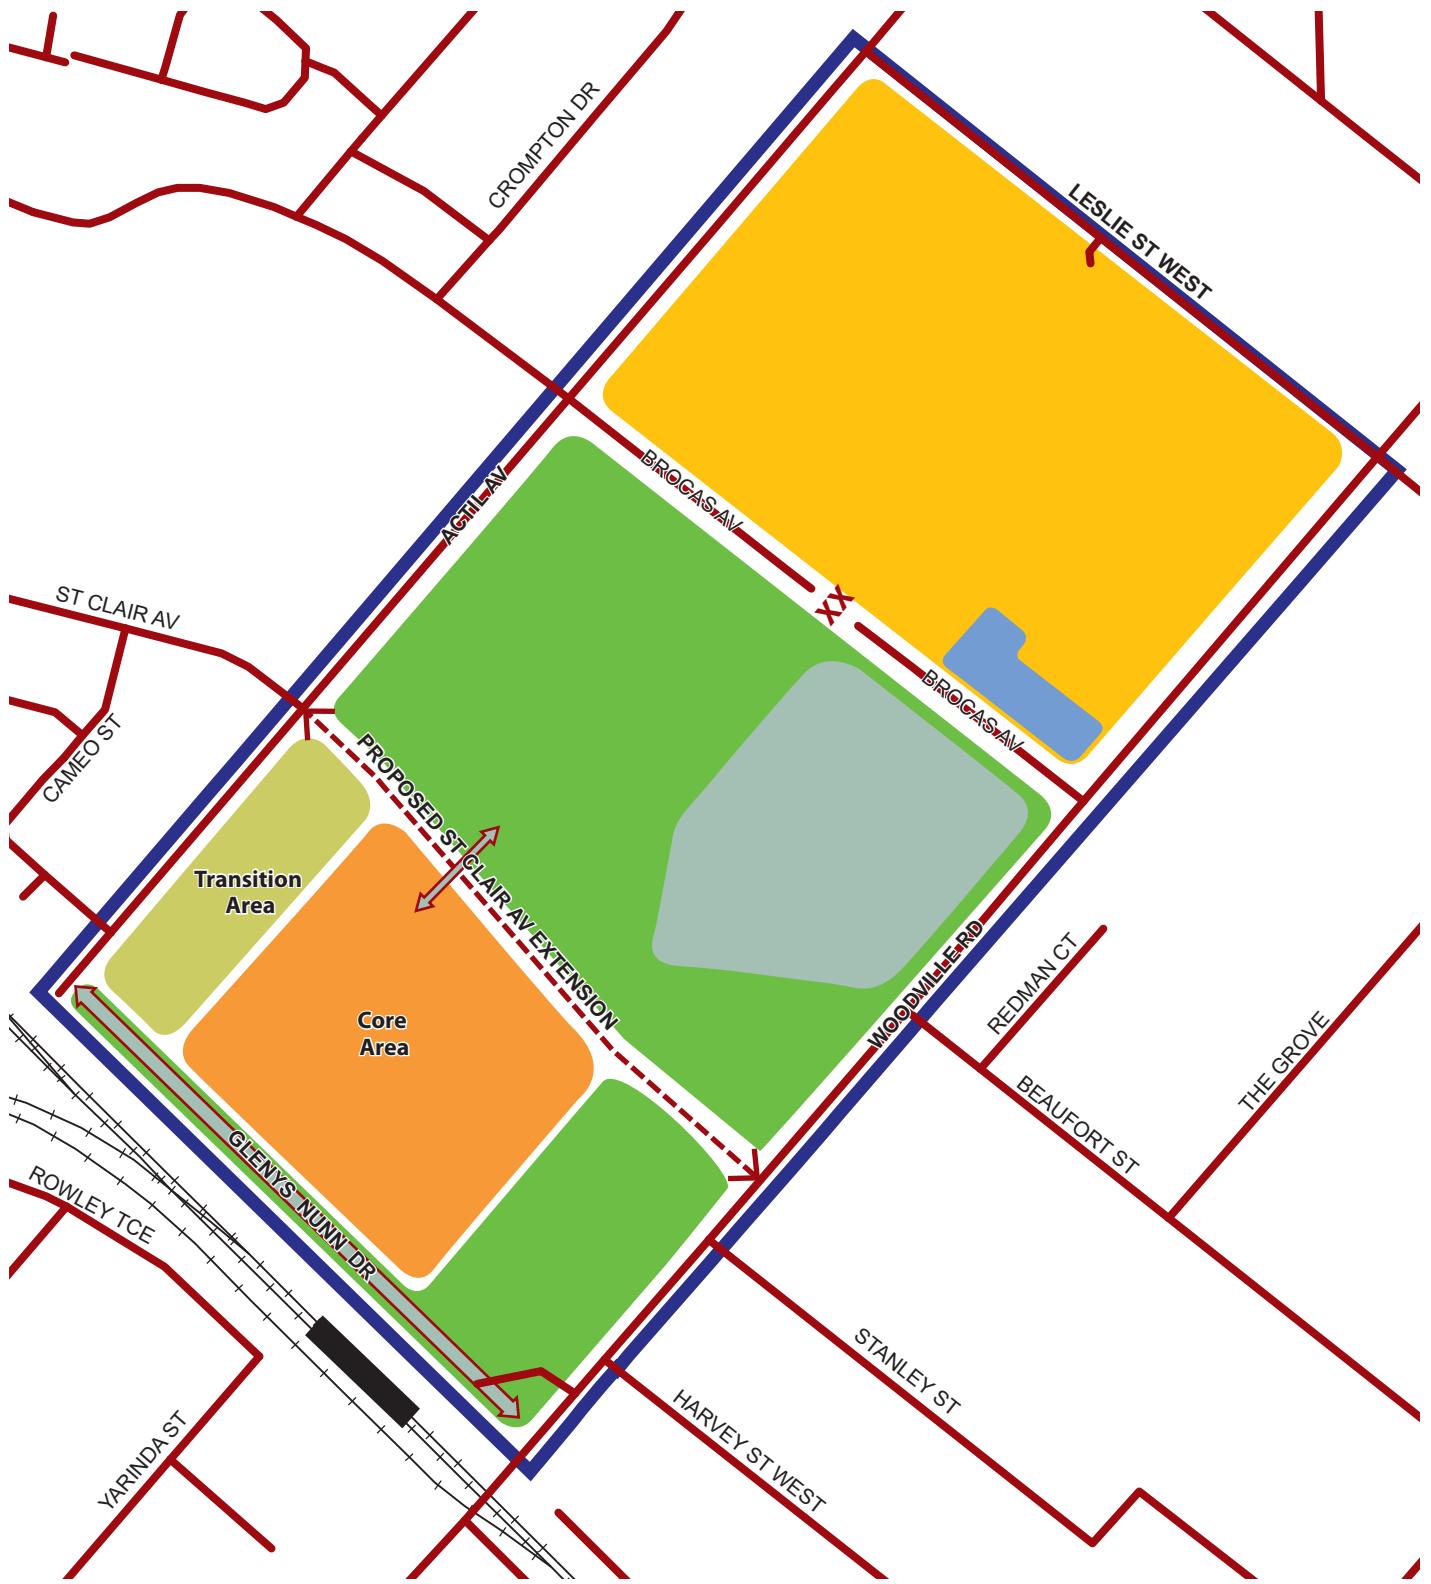 CROMPTON DR
LESLIE ST WEST
BROCAS AV
ACTIL AV
ST CLAIR AV
BROCAS AV
CAMEO ST
PROPOSED ST CLAIR AV EXTENSION
Transition
Area
WOODVILLE RD
REDMAN CT
Core
Area
THE GROVE
BEAUFORT ST
GLENYS NUNN DR
ROWLEY TCE
STANLEY ST
HARVEY ST WEST
YARINDA ST